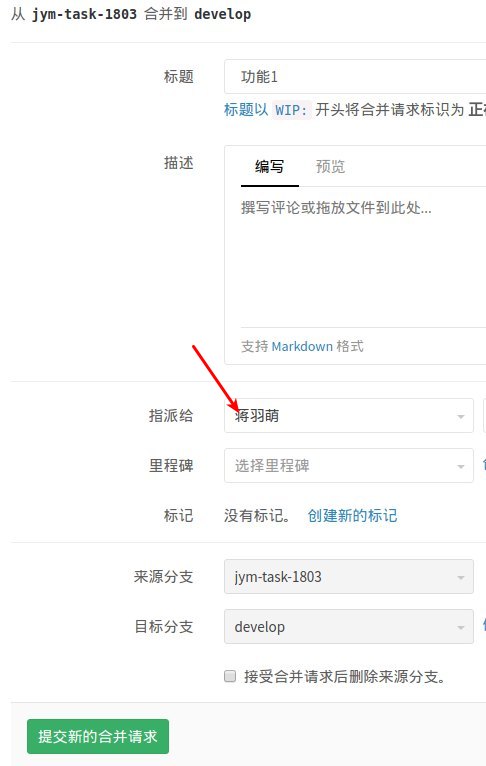 从 jym-task-1803 合并到 develop
标题 功能1
标题以 WIP: 开头将合并请求标识为
描述 编写 预览
撰写评论或拖放文件到此处...
支持 Markdown 格式
指派给 蒋羽萌
里程碑 选择里程碑
标记 没有标记。 创建新的标记
来源分支 jym-task-1803
目标分支 develop
接受合并请求后删除来源分支。
提交新的合并请求